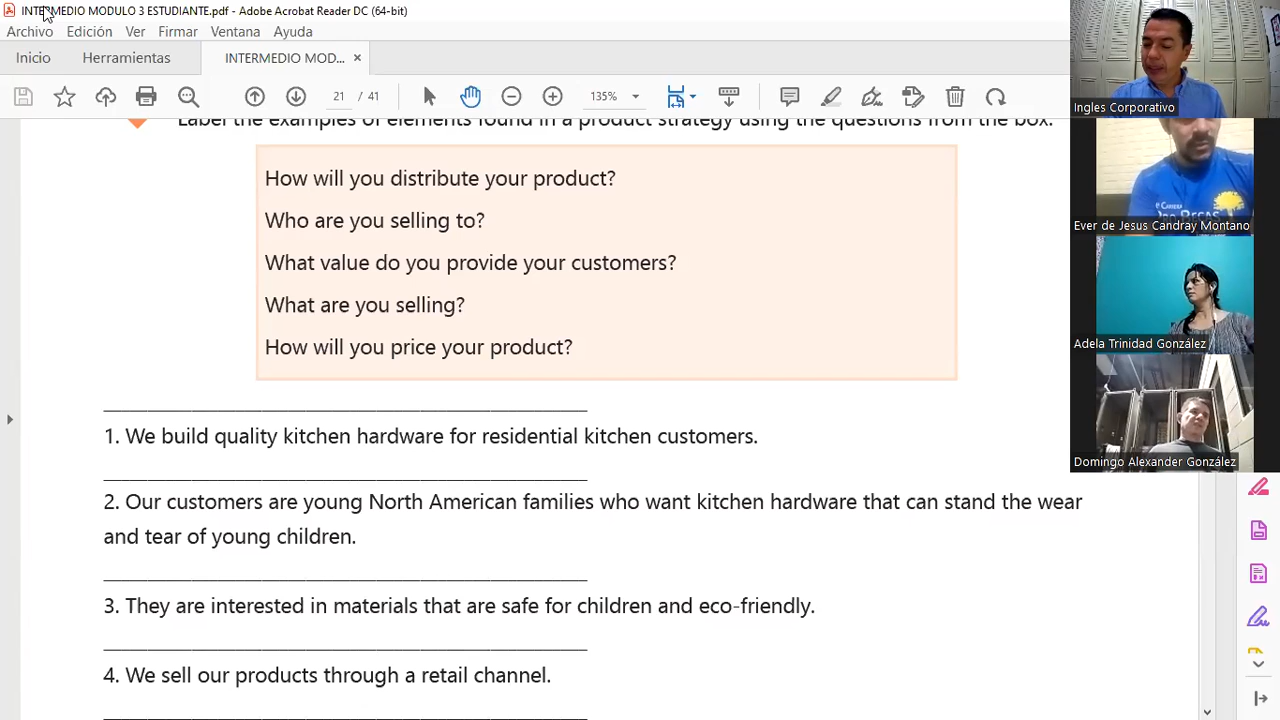 INTERMEDIO MODULO 3 ESTUDIANTE.pdf - Adobe Acrobat Reader DC (64-bit)
Archivo Edición Ver Firmar Ventana Ayuda
Inicio Herramientas INTERMEDIO MOD... ×
21 / 41 135%
Label the examples of elements found in a product strategy using the questions from the box.
How will you distribute your product?
Who are you selling to?
What value do you provide your customers?
What are you selling?
How will you price your product?
1. We build quality kitchen hardware for residential kitchen customers.
2. Our customers are young North American families who want kitchen hardware that can stand the wear
and tear of young children.
3. They are interested in materials that are safe for children and eco-friendly.
4. We sell our products through a retail channel.
Ingles Corporativo
Ever de Jesus Candray Montano
Adela Trinidad González
Domingo Alexander González